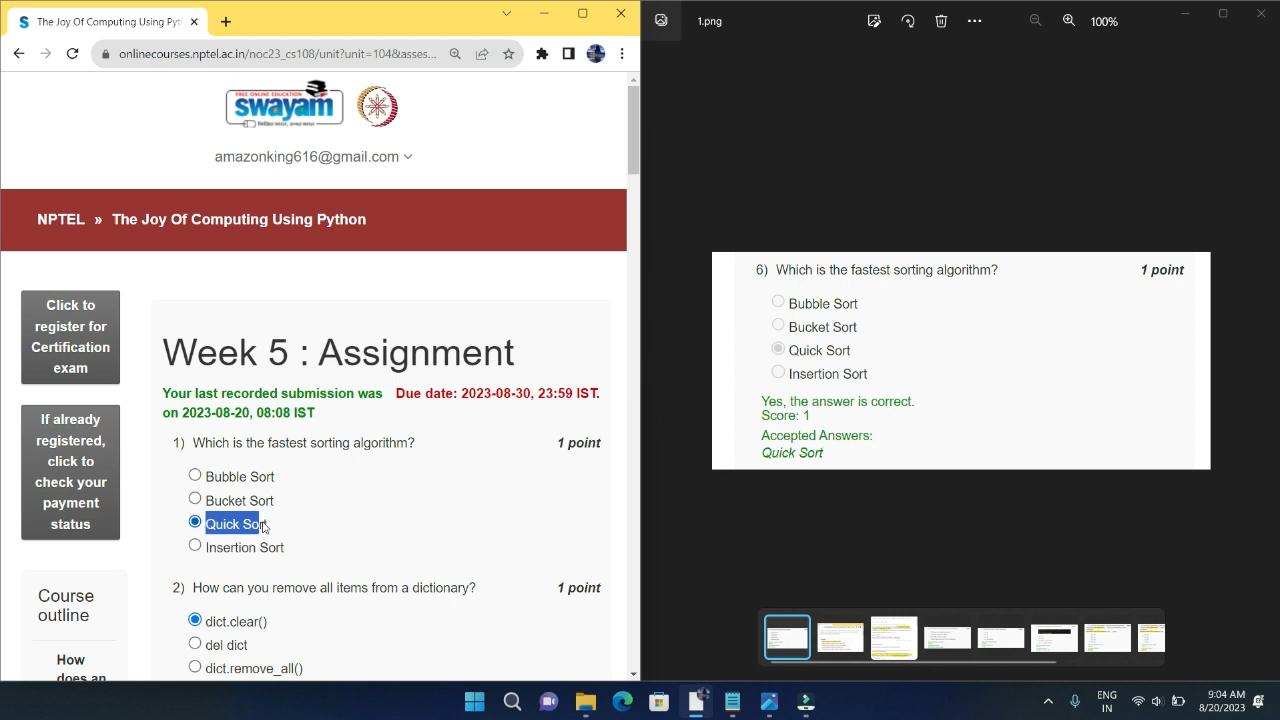 The Joy Of Computing Using Pyt
onlinecourses.nptel.ac.in/noc23_cs108/unit?unit=104&asses...
FREE ONLINE EDUCATION
swayam
amazonking616@gmail.com
NPTEL » The Joy Of Computing Using Python
Click to
register for
Certification
exam
If already
registered,
click to
check your
payment
status
Course
outline
How
does an
Week 5 : Assignment
Your last recorded submission was
on 2023-08-20, 08:08 IST
Due date: 2023-08-30, 23:59 IST.
1) Which is the fastest sorting algorithm? 1 point
Bubble Sort
Bucket Sort
Quick Sort
Insertion Sort
2) How can you remove all items from a dictionary? 1 point
dict.clear()
del dict
dict.remove_all()
1.png
100%
6) Which is the fastest sorting algorithm? 1 point
Bubble Sort
Bucket Sort
Quick Sort
Insertion Sort
Yes, the answer is correct.
Score: 1
Accepted Answers:
Quick Sort
ENG
IN
9:04 AM
8/20/2023